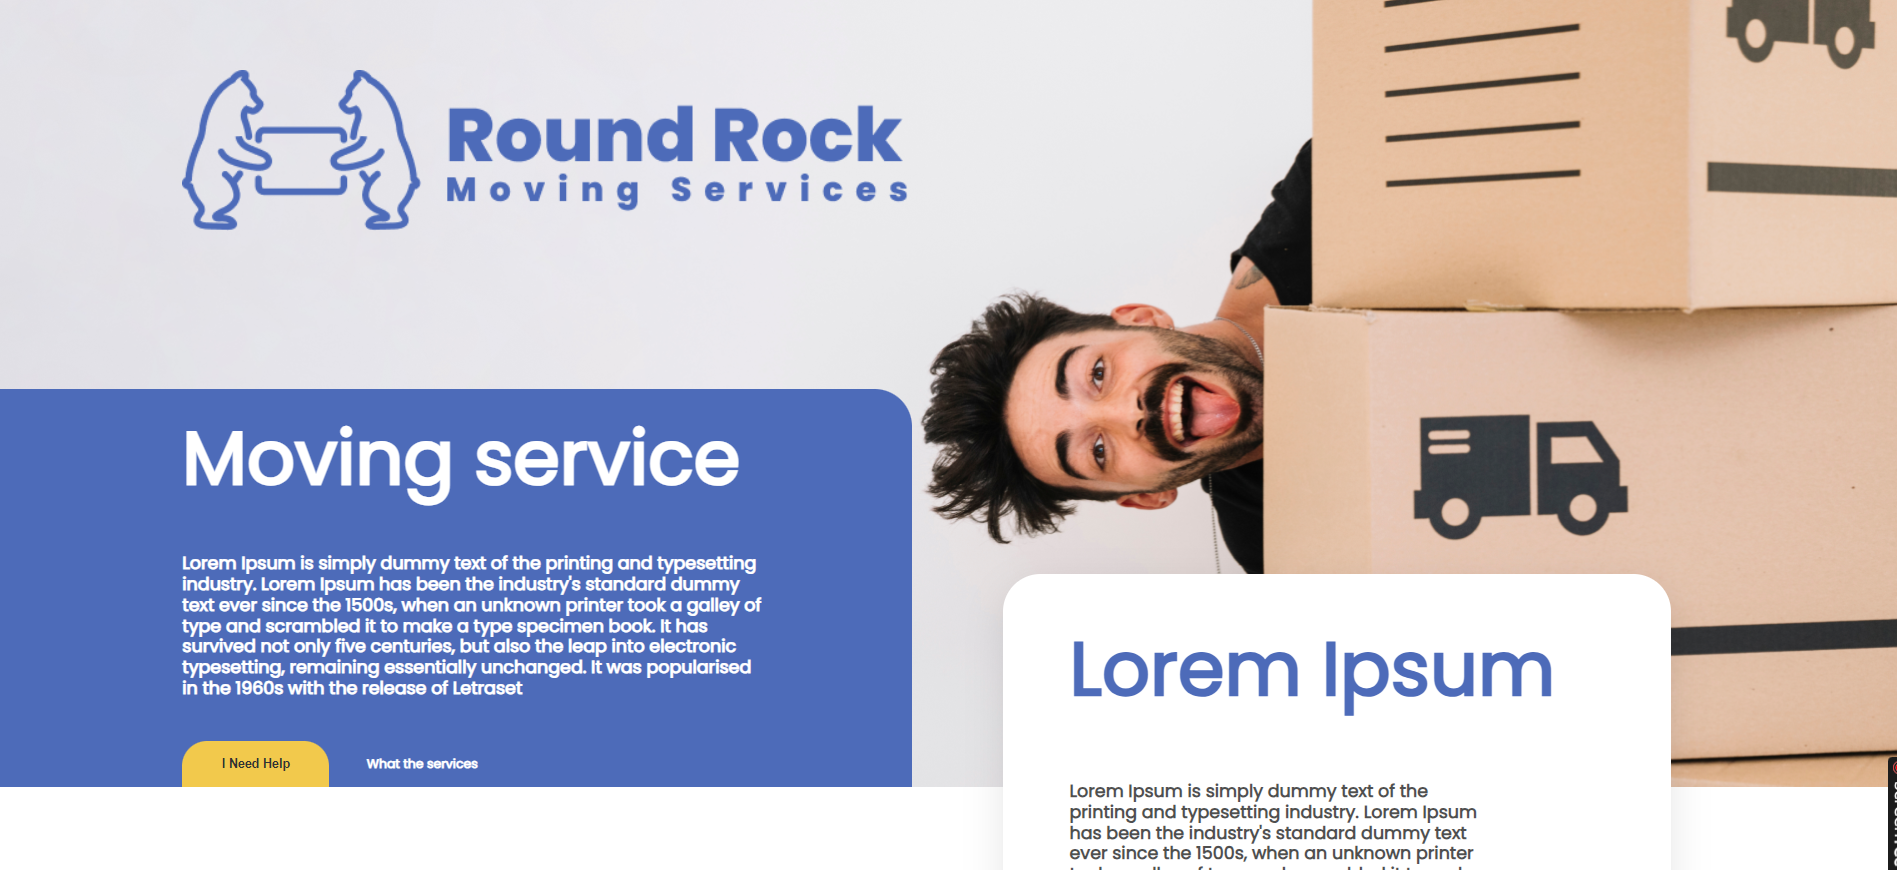 Round Rock
Moving Services
Moving service
Lorem Ipsum is simply dummy text of the printing and typesetting
industry. Lorem Ipsum has been the industry's standard dummy
text ever since the 1500s, when an unknown printer took a galley of
type and scrambled it to make a type specimen book. It has
survived not only five centuries, but also the leap into electronic
typesetting, remaining essentially unchanged. It was popularised
in the 1960s with the release of Letraset
I Need Help
What the services
Lorem Ipsum
Lorem Ipsum is simply dummy text of the
printing and typesetting industry. Lorem Ipsum
has been the industry's standard dummy text
ever since the 1500s, when an unknown printer